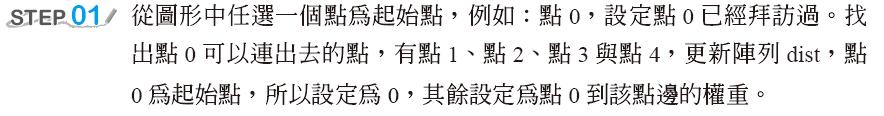 STEP 01 從圖形中任選一個點爲起始點，例如：點 0，設定點 0 已經拜訪過。找
出點 0 可以連出去的點，有點 1、點 2、點 3 與點 4，更新陣列 dist，點
0 爲起始點，所以設定爲 0，其餘設定爲點 0 到該點邊的權重。